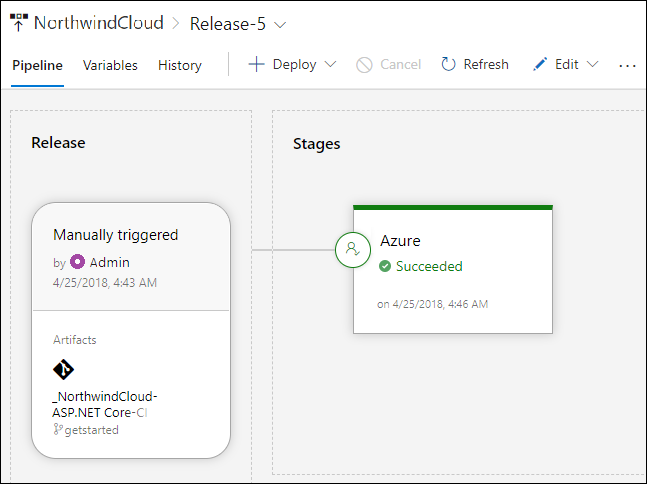 NorthwindCloud > Release-5
Pipeline Variables History + Deploy Cancel Refresh Edit ...
Release
Stages
Manually triggered
by Admin
4/25/2018, 4:43 AM
Artifacts
_NorthwindCloud-
ASP.NET Core-CI
getstarted
Azure
Succeeded
on 4/25/2018, 4:46 AM